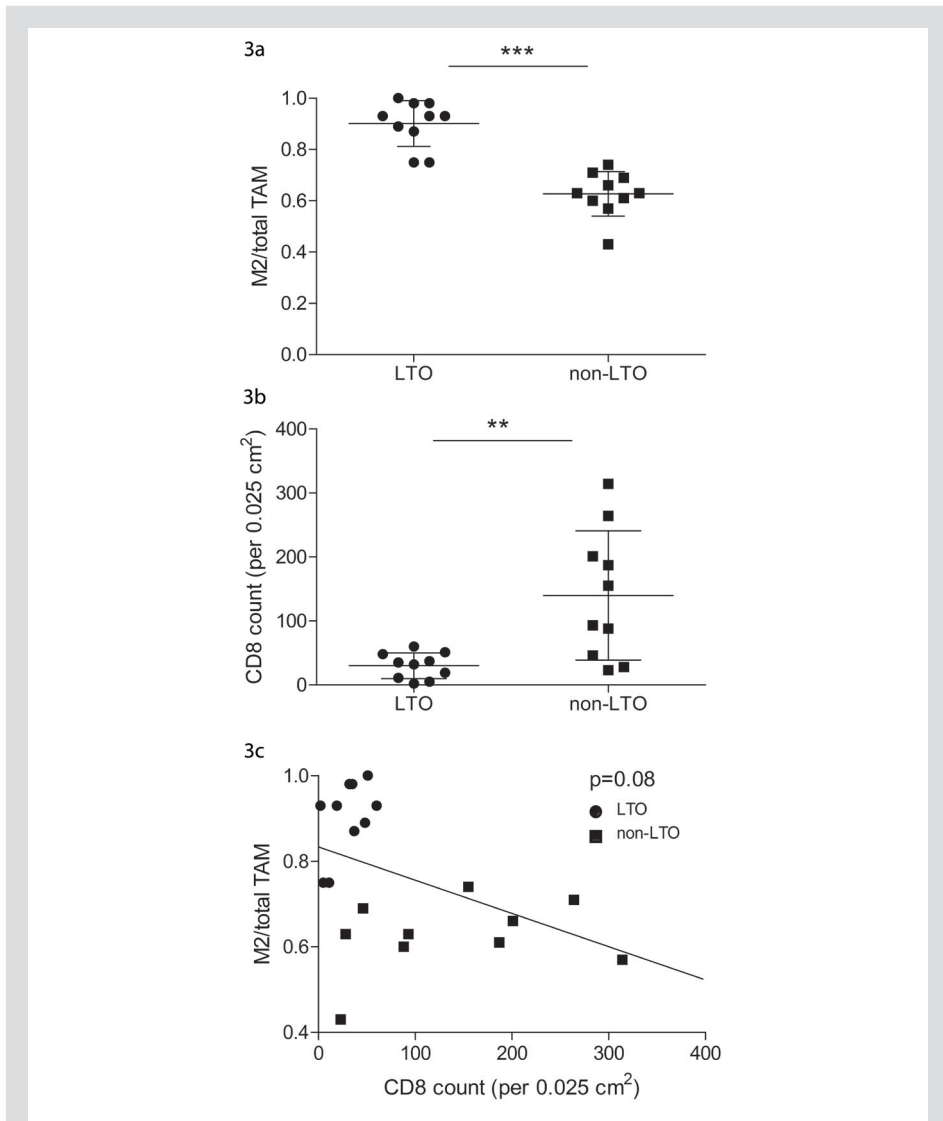 3a
***
1.0
0.8
0.6
0.4
0.2
0.0
M2/total TAM
LTO
non-LTO
3b
**
400
300
200
100
0
CD8 count (per 0.025 cm²)
LTO
non-LTO
3c
p=0.08
LTO
non-LTO
1.0
0.8
0.6
0.4
M2/total TAM
0
100
200
300
400
CD8 count (per 0.025 cm²)